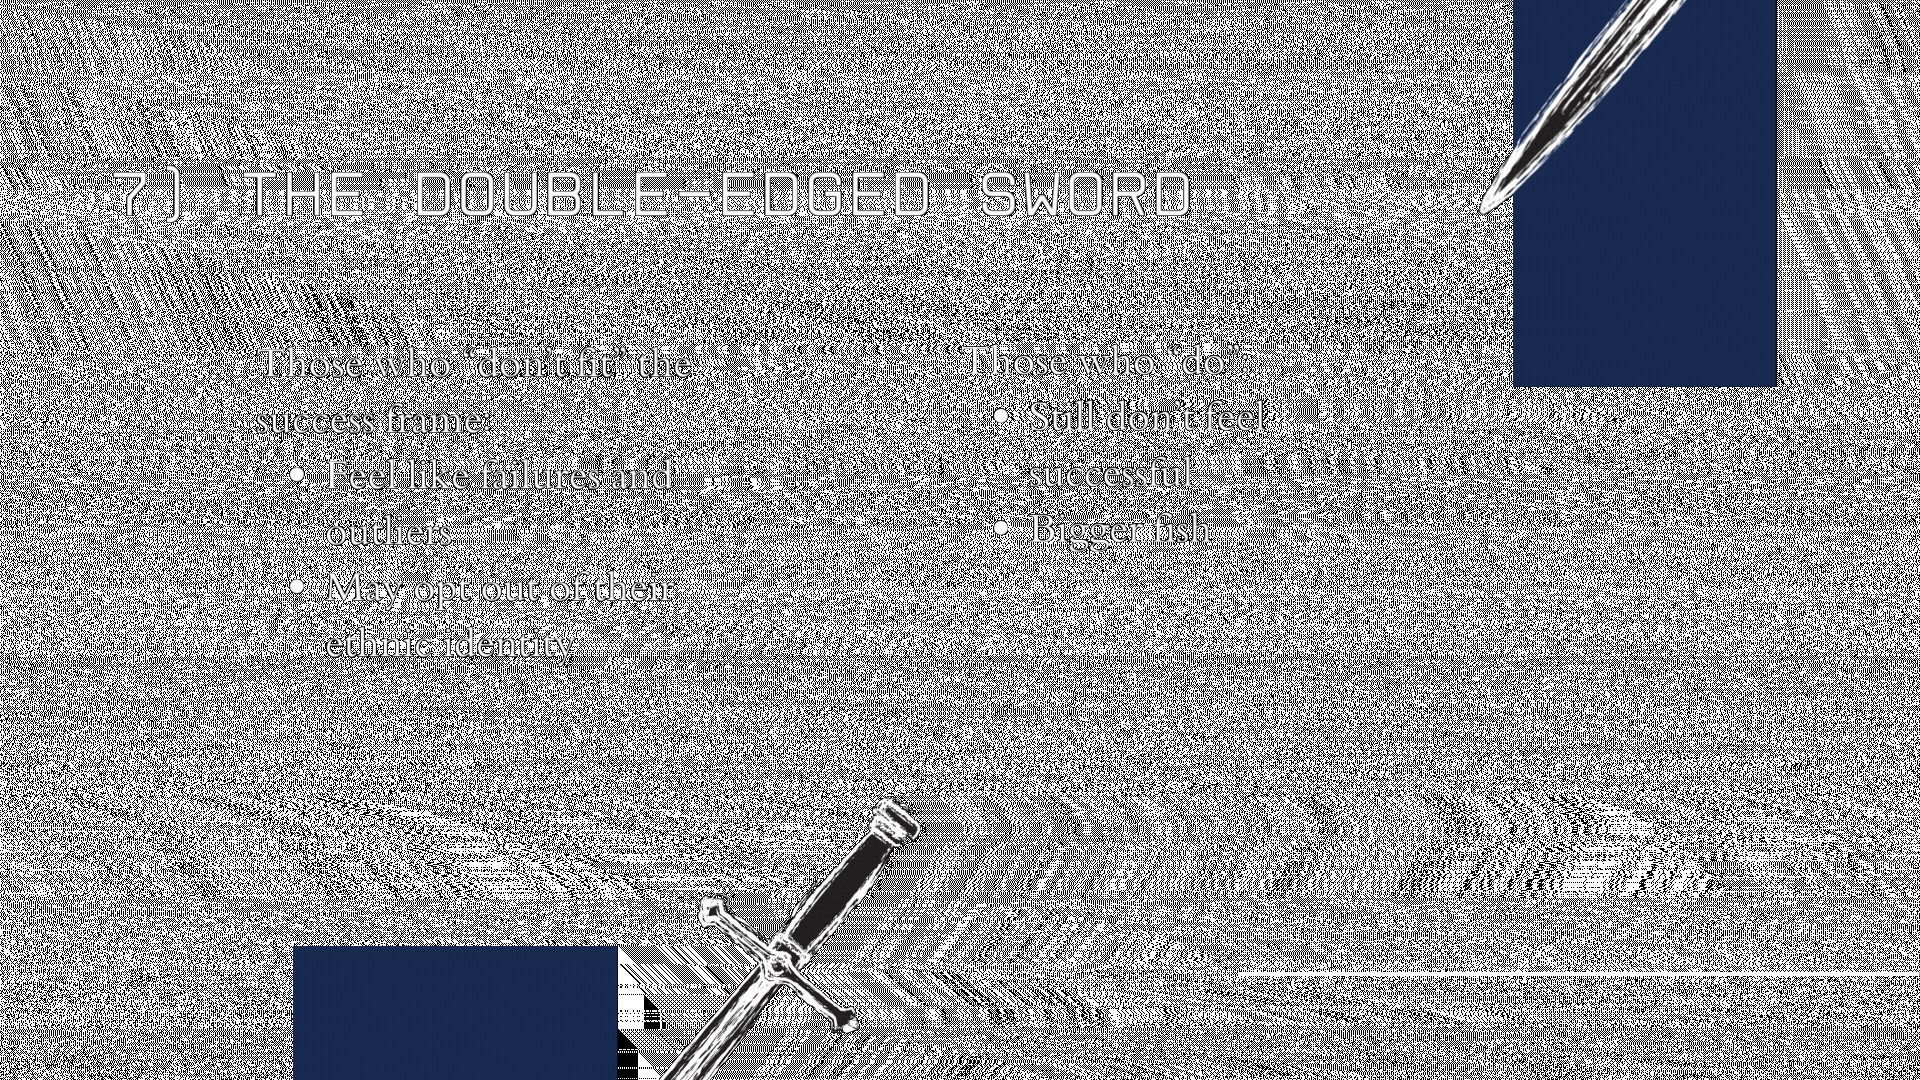 7) THE DOUBLE-EDGED SWORD
Those who "don't fit" the
success frame:
• Feel like failures and
outliers
• May opt out of their
ethnic identity
Those who "do"
• Still don't feel
successful
• Bigger fish